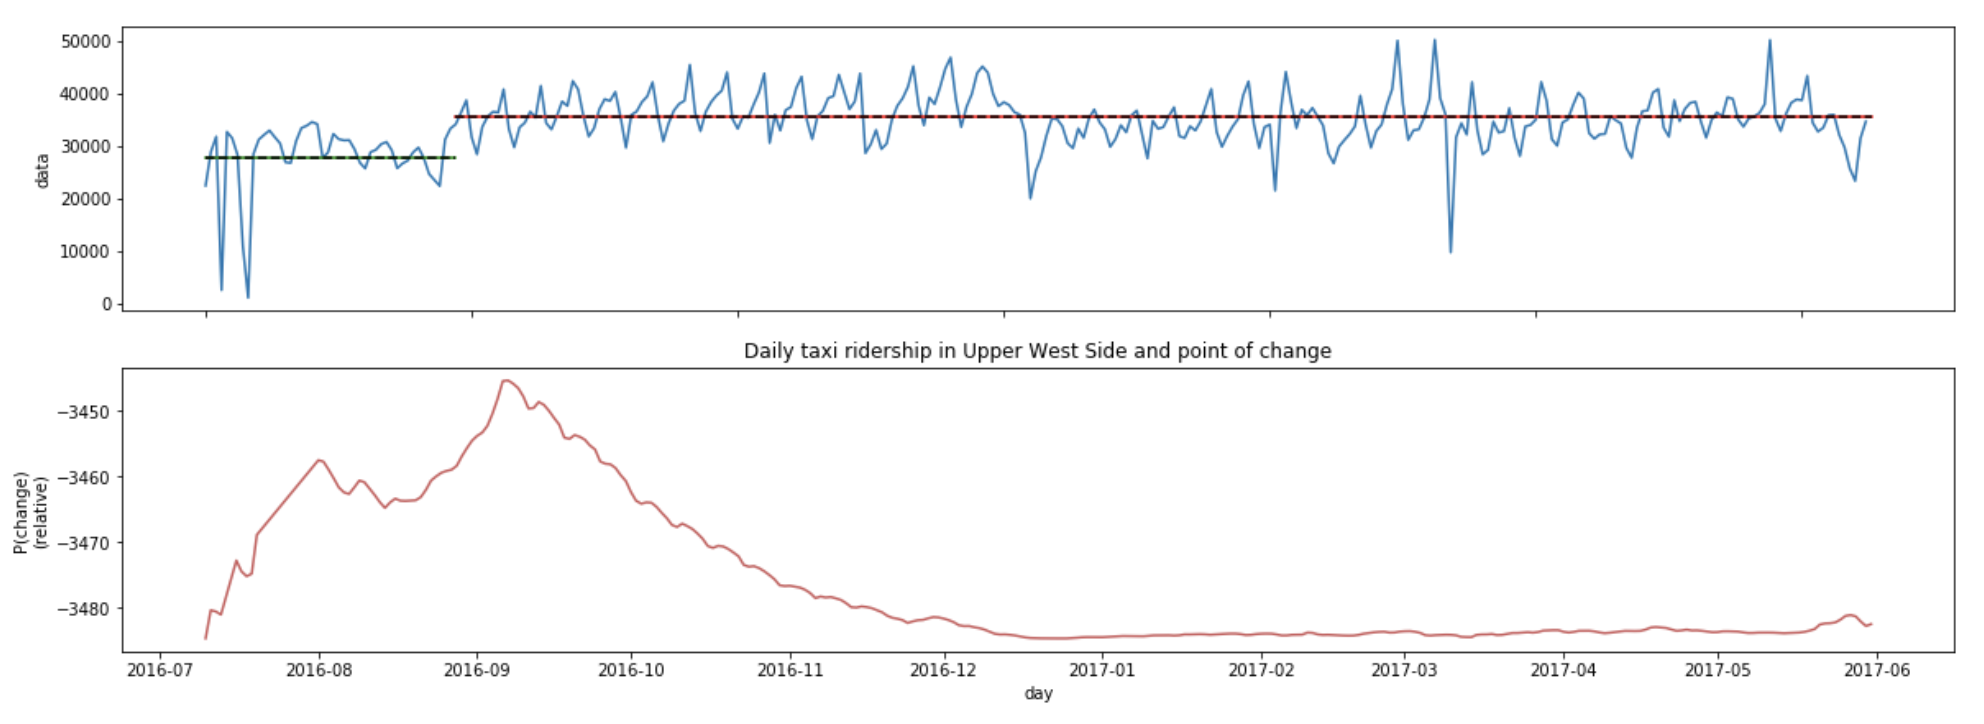 50000
40000
30000
20000
10000
0
data
Daily taxi ridership in Upper West Side and point of change
−3450
−3460
−3470
−3480
P(change)
(relative)
2016-07 2016-08 2016-09 2016-10 2016-11 2016-12 2017-01 2017-02 2017-03 2017-04 2017-05 2017-06
day